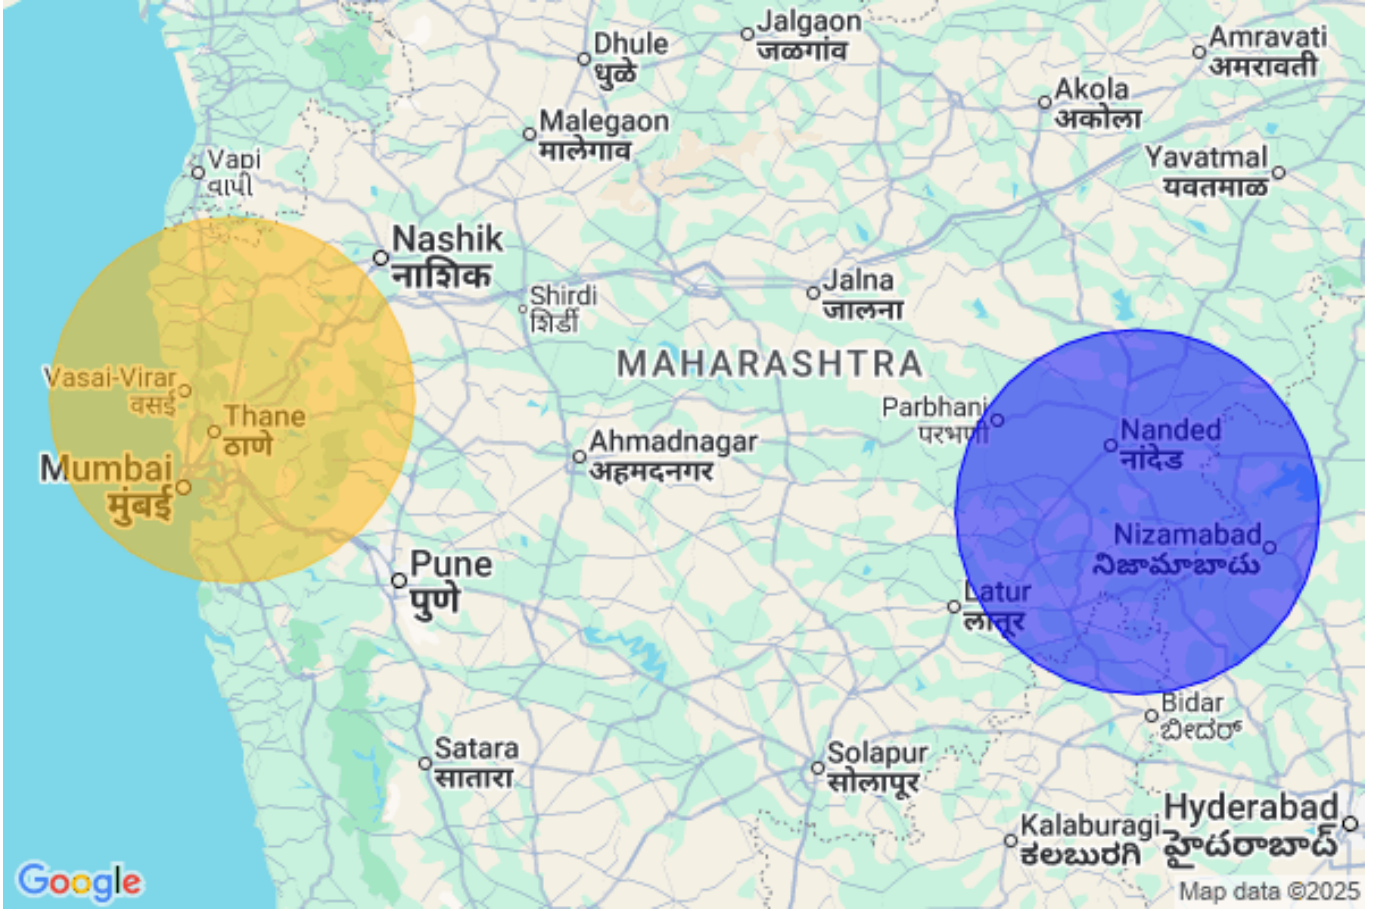 Jalgaon
जळगांव
Dhule
धुळे
Amravati
अमरावती
Akola
अकोला
Malegaon
मालेगाव
Vapi
વાપી
Yavatmal
यवतमाळ
Nashik
नाशिक
Shirdi
शिर्डी
Jalna
जालना
MAHARASHTRA
Vasai-Virar
वसई
Thane
ठाणे
Parbhani
परभणी
Nanded
नांदेड
Ahmadnagar
अहमदनगर
Mumbai
मुंबई
Nizamabad
నిజామాబాదు
Pune
पुणे
Latur
लातूर
Bidar
ಬೀದರ್
Satara
सातारा
Solapur
सोलापूर
Hyderabad
హైదరాబాద్
Kalaburagi
ಕಲಬುರಗಿ
Google
Map data ©2025